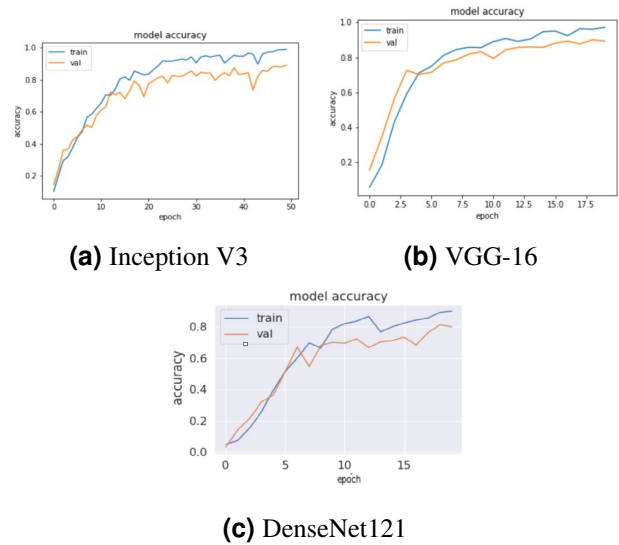 model accuracy
train
val
accuracy
1.0
0.8
0.6
0.4
0.2
0 10 20 30 40 50
epoch
(a) Inception V3
model accuracy
train
val
accuracy
1.0
0.8
0.6
0.4
0.2
0.0 2.5 5.0 7.5 10.0 12.5 15.0 17.5
epoch
(b) VGG-16
model accuracy
train
val
accuracy
0.8
0.6
0.4
0.2
0.0
0 5 10 15
epoch
(c) DenseNet121